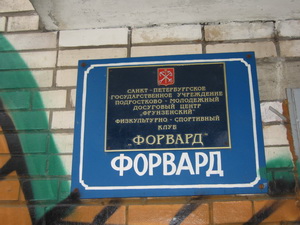 САНКТ - ПЕТЕРБУРГСКОЕ
ГОСУДАРСТВЕННОЕ УЧРЕЖДЕНИЕ
ПОДРОСТКОВО - МОЛОДЕЖНЫЙ
ДОСУГОВЫЙ ЦЕНТР
„ФРУНЗЕНСКИЙ"
ФИЗКУЛЬТУРНО - СПОРТИВНЫЙ
КЛУБ
„ФОРВАРД"
ФОРВАРД